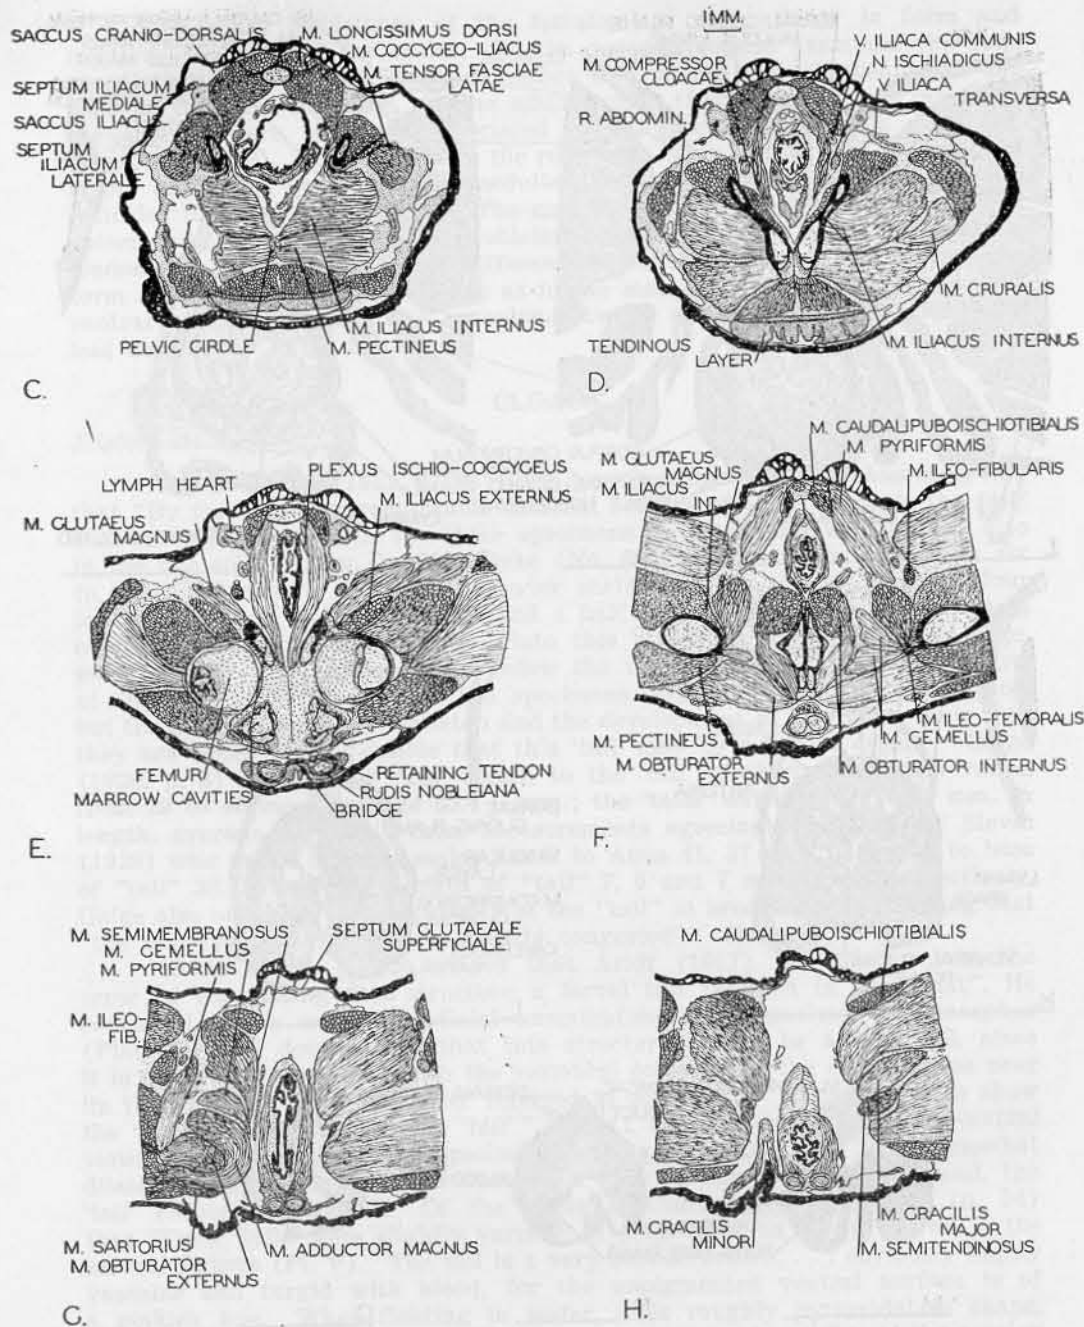 SACCUS CRANIO-DORSALIS
M. LONGISSIMUS DORSI
M. COCCYGEO-ILIACUS
M. TENSOR FASCIAE
LATAE
SEPTUM ILIACUM
MEDIALE
SACCUS ILIACUS
SEPTUM
ILIACUM
LATERALE
M. ILIACUS INTERNUS
PELVIC GIRDLE
M. PECTINEUS
C.
1MM.
V. ILIACA COMMUNIS
N. ISCHIADICUS
V. ILIACA
TRANSVERSA
M. COMPRESSOR
CLOACAE
R. ABDOMIN.
M. CRURALIS
M. ILIACUS INTERNUS
TENDINOUS
LAYER
D.
PLEXUS ISCHIO-COCCYGEUS
LYMPH HEART
M. ILIACUS EXTERNUS
M. GLUTAEUS
MAGNUS
FEMUR
MARROW CAVITIES
RETAINING TENDON
RUDIS NOBLEIANA
BRIDGE
E.
M. CAUDALIPUBOISCHIOTIBIALIS
M. PYRIFORMIS
M. GLUTAEUS
MAGNUS
M. ILEO-FIBULARIS
M. ILIACUS
INT.
M. ILEO-FEMORALIS
M. PECTINEUS
M. GEMELLUS
M. OBTURATOR
EXTERNUS
M. OBTURATOR INTERNUS
F.
M. SEMIMEMBRANOSUS
M. GEMELLUS
M. PYRIFORMIS
SEPTUM GLUTAEALE
SUPERFICIALE
M. ILEO-
FIB.
M. SARTORIUS
M. OBTURATOR
EXTERNUS
M. ADDUCTOR MAGNUS
G.
M. CAUDALIPUBOISCHIOTIBIALIS
M. GRACILIS
MINOR
M. GRACILIS
MAJOR
M. SEMITENDINOSUS
H.